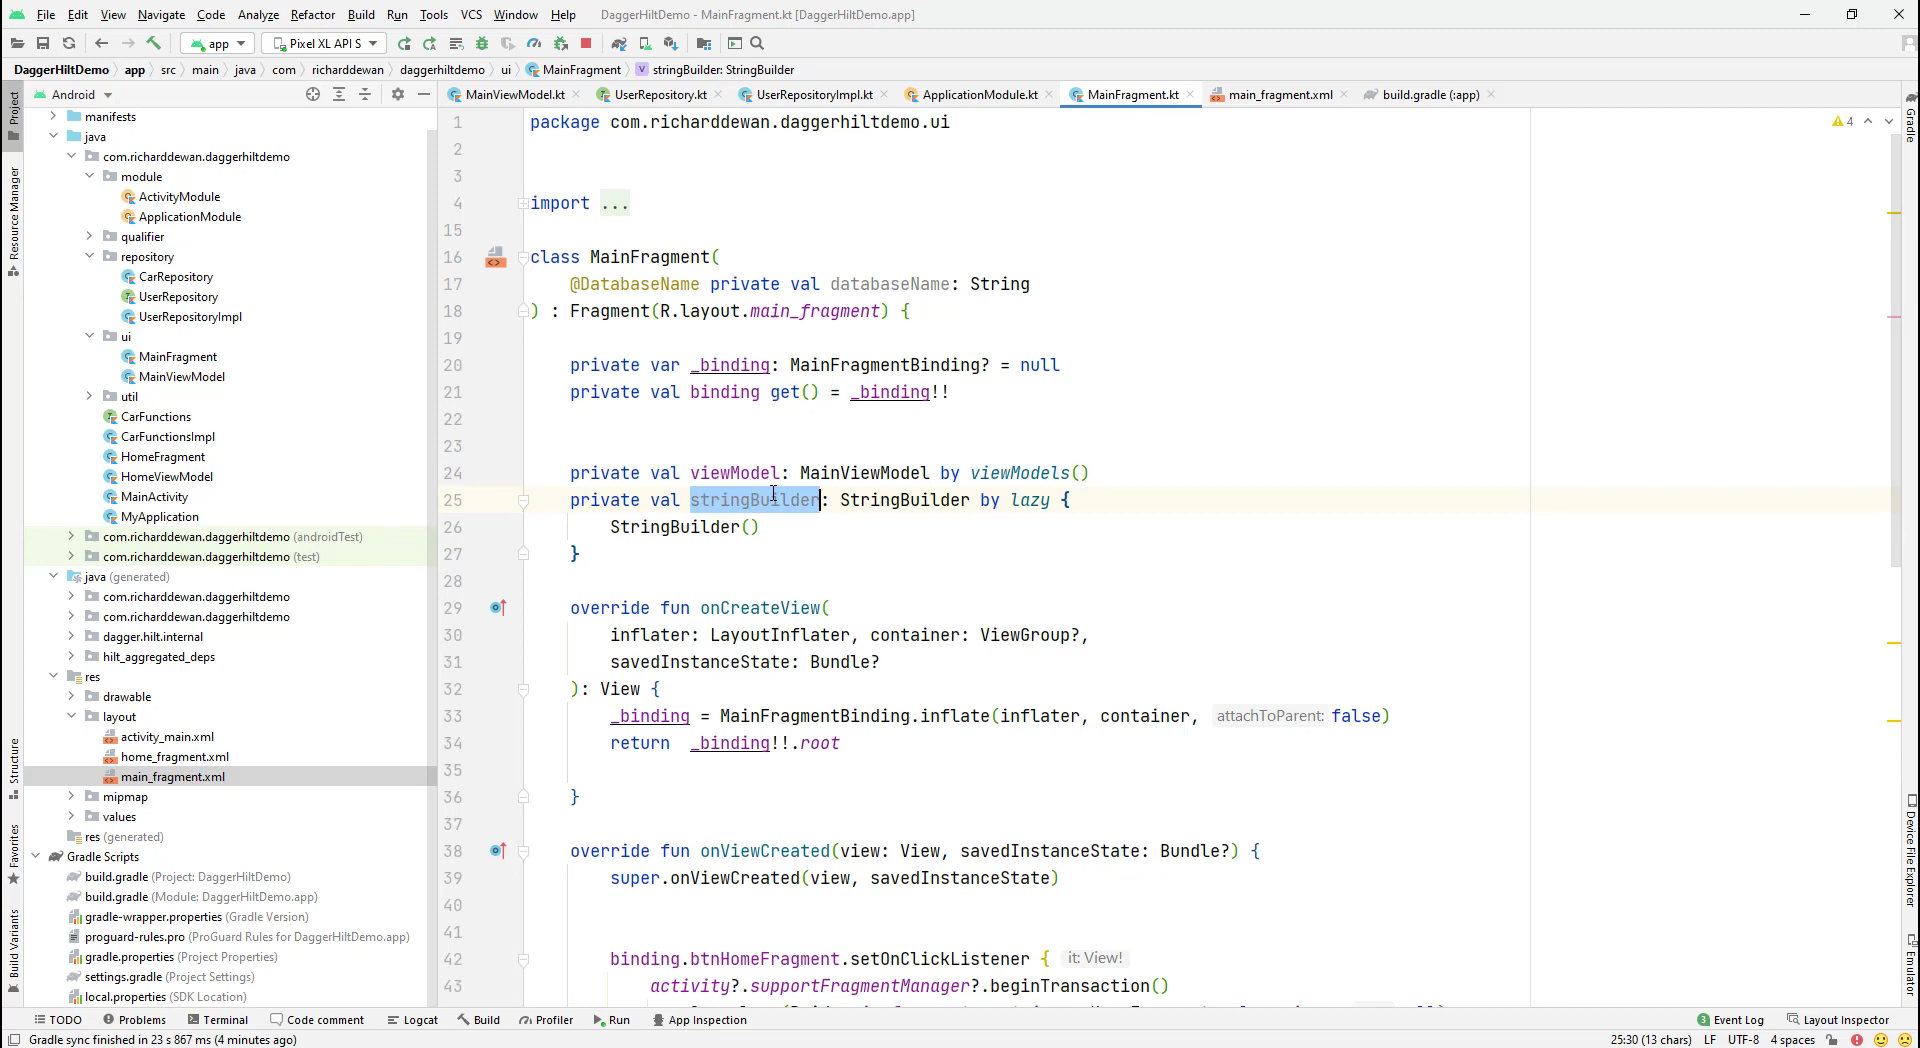 File Edit View Navigate Code Analyze Refactor Build Run Tools VCS Window Help DaggerHiltDemo - MainFragment.kt [DaggerHiltDemo.app]
app Pixel XL API S
DaggerHiltDemo app src main java com richarddewan daggerhiltdemo ui MainFragment stringBuilder: StringBuilder
Android
MainViewModel.kt UserRepository.kt UserRepositoryImpl.kt ApplicationModule.kt MainFragment.kt main_fragment.xml build.gradle (:app)
Project
Resource Manager
Structure
Favorites
Build Variants
manifests
java
com.richarddewan.daggerhiltdemo
module
ActivityModule
ApplicationModule
qualifier
repository
CarRepository
UserRepository
UserRepositoryImpl
ui
MainFragment
MainViewModel
util
CarFunctions
CarFunctionsImpl
HomeFragment
HomeViewModel
MainActivity
MyApplication
com.richarddewan.daggerhiltdemo (androidTest)
com.richarddewan.daggerhiltdemo (test)
java (generated)
com.richarddewan.daggerhiltdemo
com.richarddewan.daggerhiltdemo
dagger.hilt.internal
hilt_aggregated_deps
res
drawable
layout
activity_main.xml
home_fragment.xml
main_fragment.xml
mipmap
values
res (generated)
Gradle Scripts
build.gradle (Project: DaggerHiltDemo)
build.gradle (Module: DaggerHiltDemo.app)
gradle-wrapper.properties (Gradle Version)
proguard-rules.pro (ProGuard Rules for DaggerHiltDemo.app)
gradle.properties (Project Properties)
settings.gradle (Project Settings)
local.properties (SDK Location)
1 package com.richarddewan.daggerhiltdemo.ui
2
3
4 import ...
15
16 class MainFragment(
17 @DatabaseName private val databaseName: String
18 ) : Fragment(R.layout.main_fragment) {
19
20 private var _binding: MainFragmentBinding? = null
21 private val binding get() = _binding!!
22
23
24 private val viewModel: MainViewModel by viewModels()
25 private val stringBuilder: StringBuilder by lazy {
26 StringBuilder()
27 }
28
29 override fun onCreateView(
30 inflater: LayoutInflater, container: ViewGroup?,
31 savedInstanceState: Bundle?
32 ): View {
33 _binding = MainFragmentBinding.inflate(inflater, container, attachToParent: false)
34 return _binding!!.root
35
36 }
37
38 override fun onViewCreated(view: View, savedInstanceState: Bundle?) {
39 super.onViewCreated(view, savedInstanceState)
40
41
42 binding.btnHomeFragment.setOnClickListener { it: View!
43 activity?.supportFragmentManager?.beginTransaction()
4
Gradle
Device File Explorer
Emulator
TODO Problems Terminal Code comment Logcat Build Profiler Run App Inspection 3 Event Log Layout Inspector
Gradle sync finished in 23 s 867 ms (4 minutes ago) 25:30 (13 chars) LF UTF-8 4 spaces